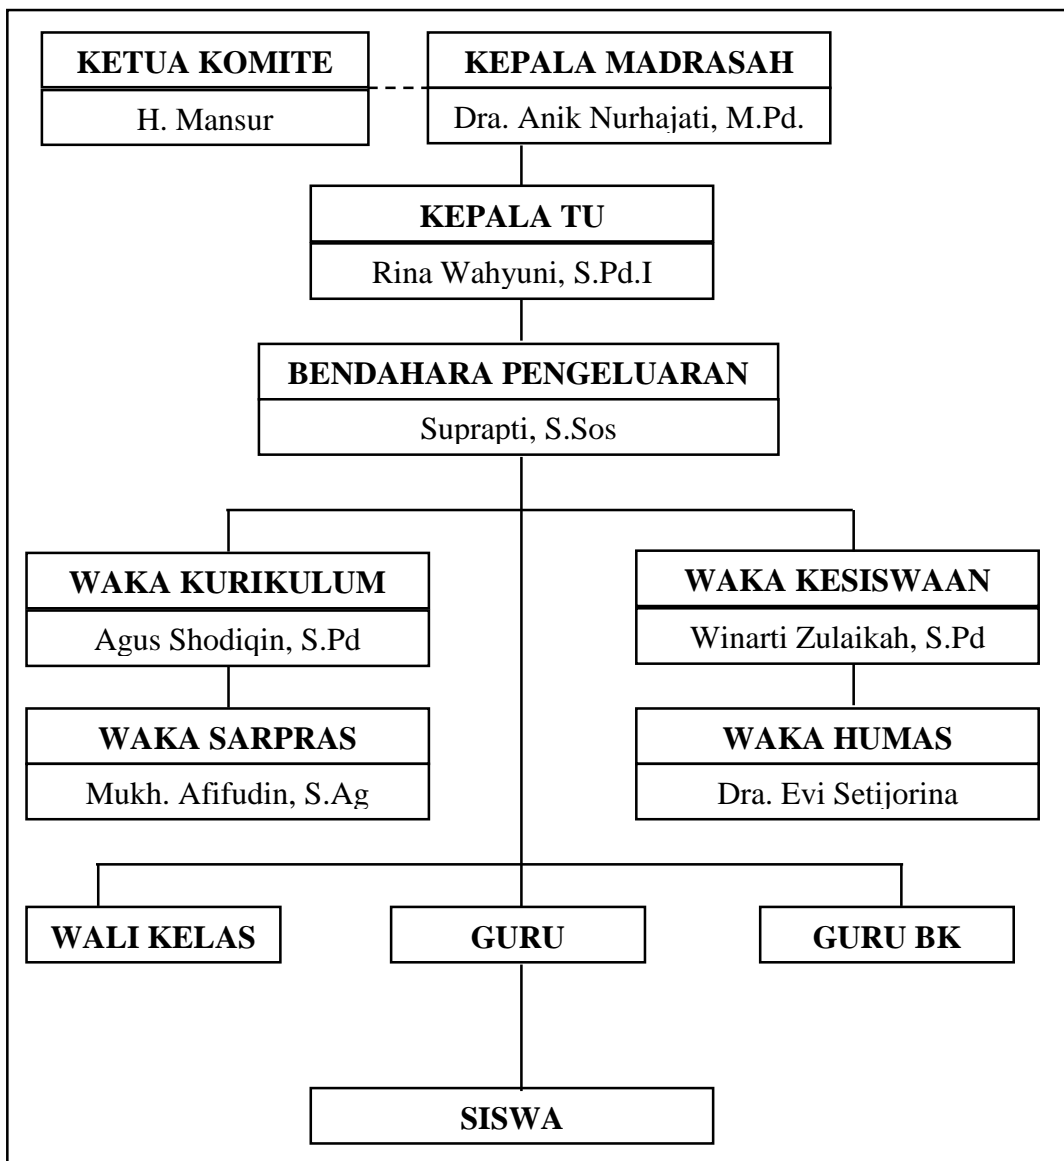 KETUA KOMITE
H. Mansur
KEPALA MADRASAH
Dra. Anik Nurhajati, M.Pd.
KEPALA TU
Rina Wahyuni, S.Pd.I
BENDAHARA PENGELUARAN
Suprapti, S.Sos
WAKA KURIKULUM
Agus Shodiqin, S.Pd
WAKA KESISWAAN
Winarti Zulaikah, S.Pd
WAKA SARPRAS
Mukh. Afifudin, S.Ag
WAKA HUMAS
Dra. Evi Setijorina
WALI KELAS
GURU
GURU BK
SISWA